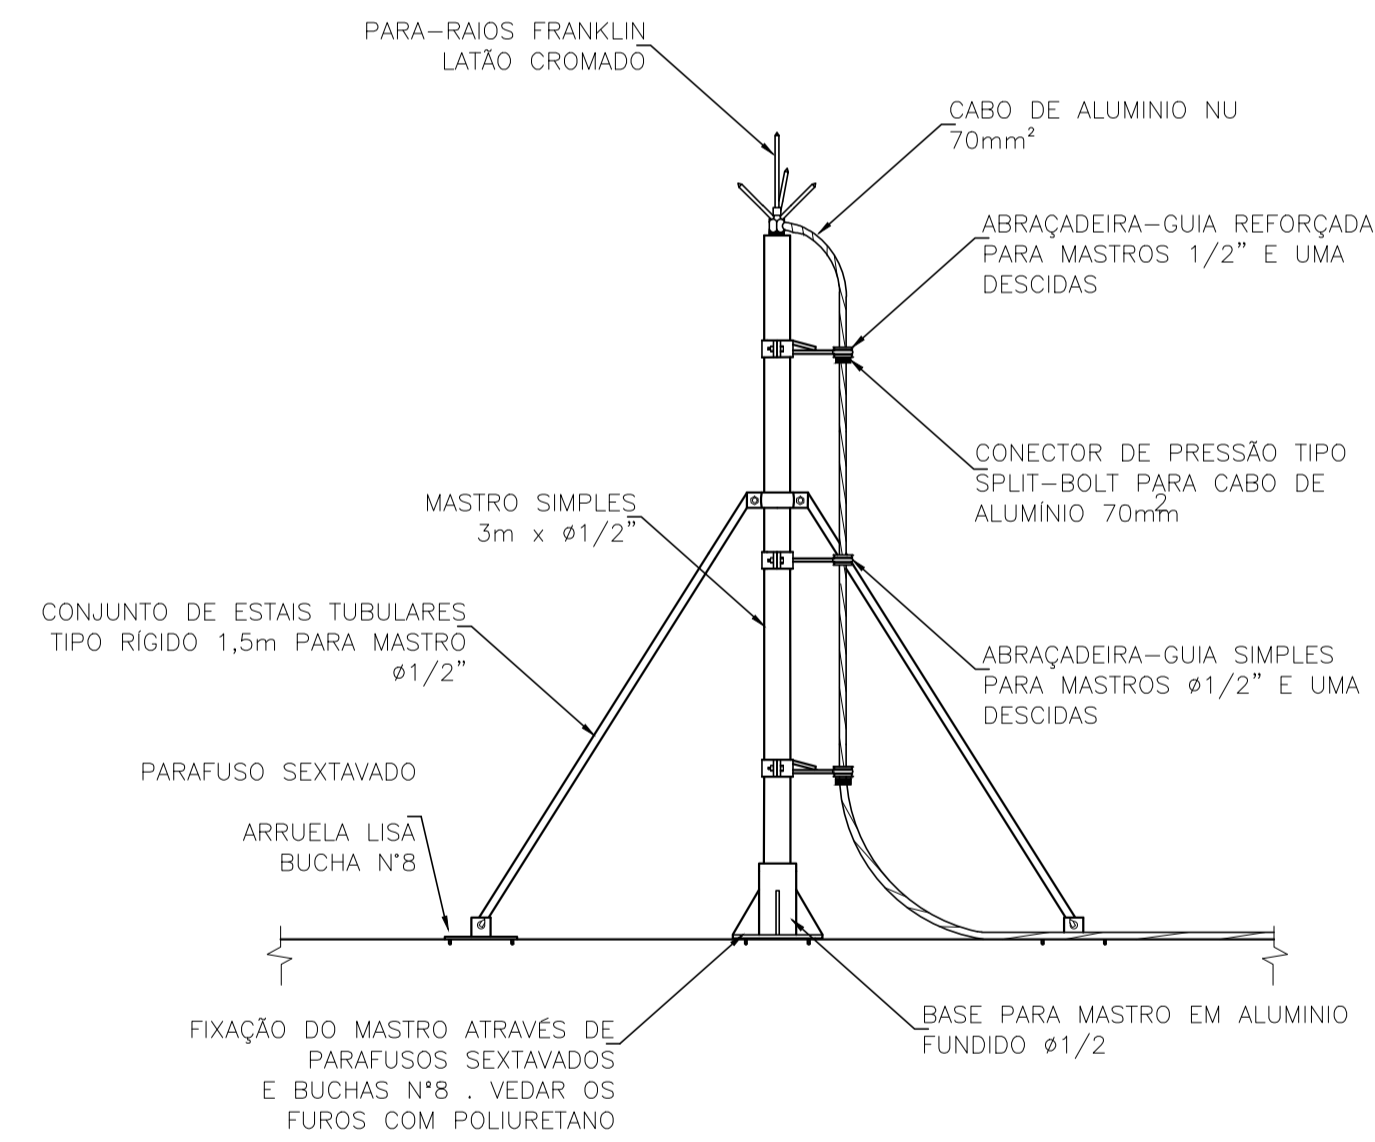 PARA-RAIOS FRANKLIN
LATÃO CROMADO
CABO DE ALUMINIO NU
70mm²
ABRAÇADEIRA-GUIA REFORÇADA
PARA MASTROS 1/2" E UMA
DESCIDAS
CONECTOR DE PRESSÃO TIPO
SPLIT-BOLT PARA CABO DE
ALUMÍNIO 70mm²
MASTRO SIMPLES
3m x ø1/2"
CONJUNTO DE ESTAIS TUBULARES
TIPO RÍGIDO 1,5m PARA MASTRO
ø1/2"
ABRAÇADEIRA-GUIA SIMPLES
PARA MASTROS ø1/2" E UMA
DESCIDAS
PARAFUSO SEXTAVADO
ARRUELA LISA
BUCHA N°8
FIXAÇÃO DO MASTRO ATRAVÉS DE
PARAFUSOS SEXTAVADOS
E BUCHAS N°8 . VEDAR OS
FUROS COM POLIURETANO
BASE PARA MASTRO EM ALUMINIO
FUNDIDO ø1/2